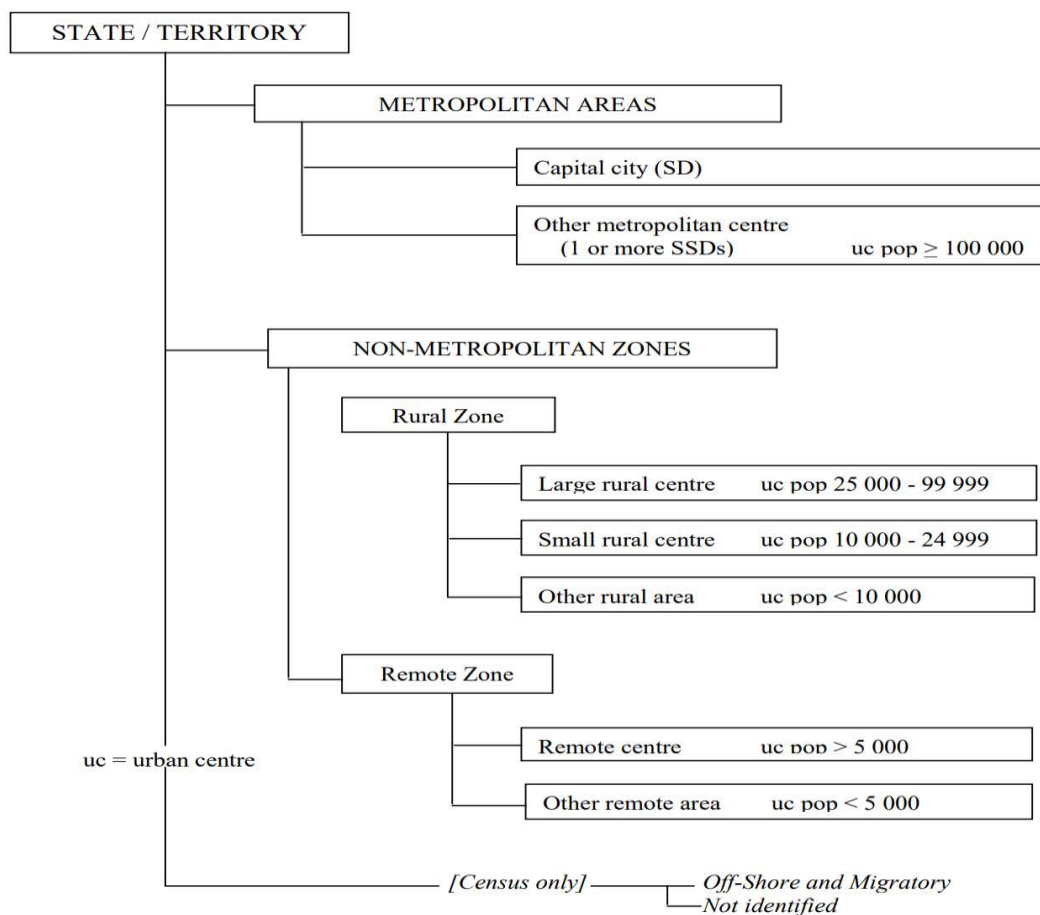 STATE / TERRITORY
METROPOLITAN AREAS
Capital city (SD)
Other metropolitan centre
(1 or more SSDs) uc pop ≥ 100 000
NON-METROPOLITAN ZONES
Rural Zone
Large rural centre uc pop 25 000 - 99 999
Small rural centre uc pop 10 000 - 24 999
Other rural area uc pop < 10 000
Remote Zone
Remote centre uc pop > 5 000
uc = urban centre
Other remote area uc pop < 5 000
[Census only] Off-Shore and Migratory
Not identified